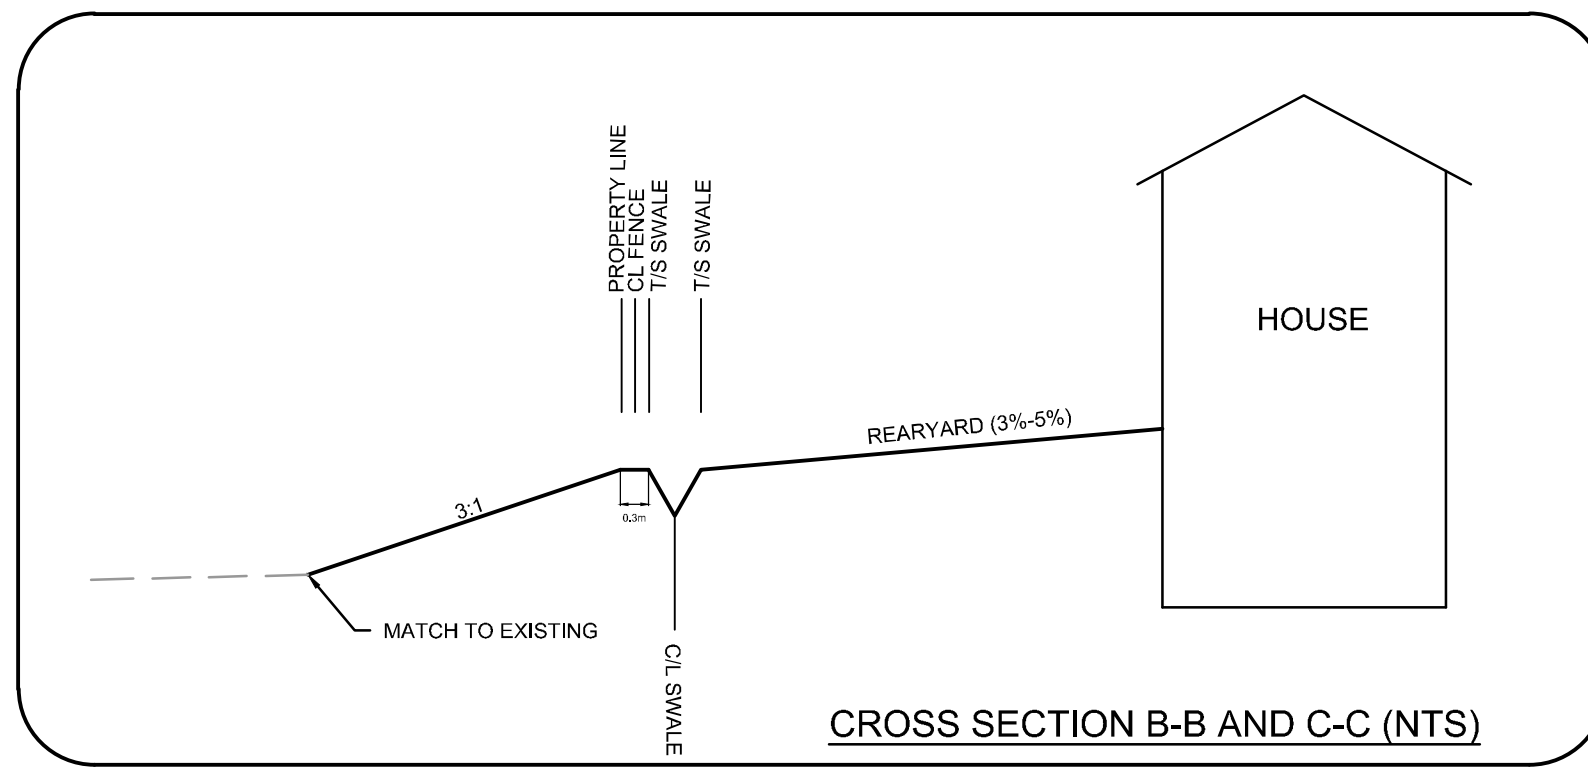 PROPERTY LINE
CL FENCE
T/S SWALE
T/S SWALE
HOUSE
REARYARD (3%-5%)
3:1
0.3m
MATCH TO EXISTING
C/L SWALE
CROSS SECTION B-B AND C-C (NTS)